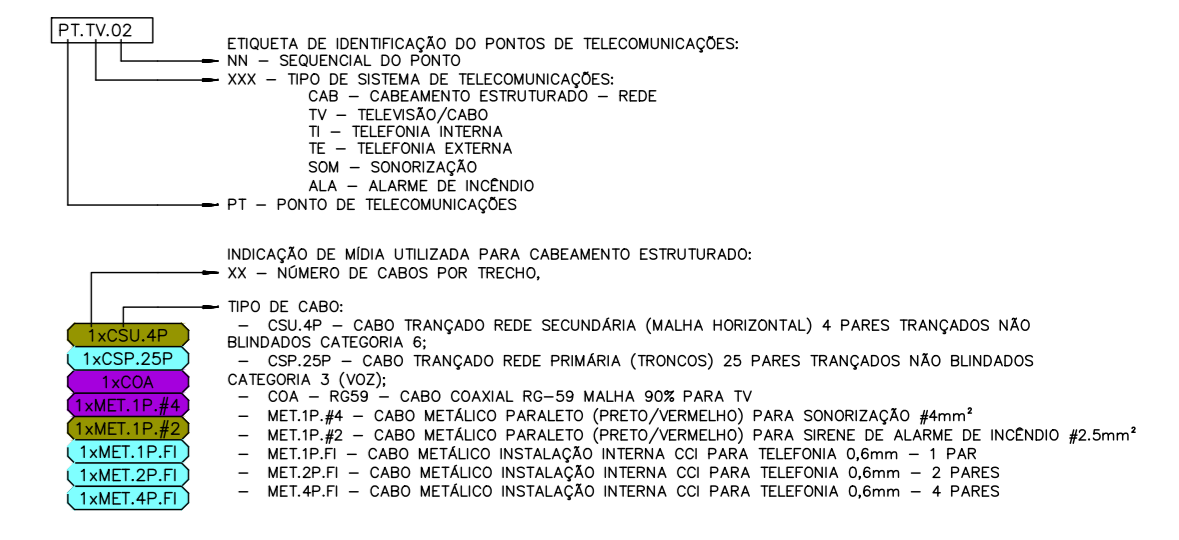 PT.TV.02
ETIQUETA DE IDENTIFICAÇÃO DO PONTOS DE TELECOMUNICAÇÕES:
NN – SEQUENCIAL DO PONTO
XXX – TIPO DE SISTEMA DE TELECOMUNICAÇÕES:
CAB – CABEAMENTO ESTRUTURADO – REDE
TV – TELEVISÃO/CABO
TI – TELEFONIA INTERNA
TE – TELEFONIA EXTERNA
SOM – SONORIZAÇÃO
ALA – ALARME DE INCÊNDIO
PT – PONTO DE TELECOMUNICAÇÕES
INDICAÇÃO DE MÍDIA UTILIZADA PARA CABEAMENTO ESTRUTURADO:
XX – NÚMERO DE CABOS POR TRECHO,
TIPO DE CABO:
– CSU.4P – CABO TRANÇADO REDE SECUNDÁRIA (MALHA HORIZONTAL) 4 PARES TRANÇADOS NÃO
BLINDADOS CATEGORIA 6;
– CSP.25P – CABO TRANÇADO REDE PRIMÁRIA (TRONCOS) 25 PARES TRANÇADOS NÃO BLINDADOS
CATEGORIA 3 (VOZ);
– COA – RG59 – CABO COAXIAL RG–59 MALHA 90% PARA TV
– MET.1P.#4 – CABO METÁLICO PARALETO (PRETO/VERMELHO) PARA SONORIZAÇÃO #4mm²
– MET.1P.#2 – CABO METÁLICO PARALETO (PRETO/VERMELHO) PARA SIRENE DE ALARME DE INCÊNDIO #2.5mm²
– MET.1P.FI – CABO METÁLICO INSTALAÇÃO INTERNA CCI PARA TELEFONIA 0,6mm – 1 PAR
– MET.2P.FI – CABO METÁLICO INSTALAÇÃO INTERNA CCI PARA TELEFONIA 0,6mm – 2 PARES
– MET.4P.FI – CABO METÁLICO INSTALAÇÃO INTERNA CCI PARA TELEFONIA 0,6mm – 4 PARES
1xCSU.4P
1xCSP.25P
1xCOA
1xMET.1P.#4
1xMET.1P.#2
1xMET.1P.FI
1xMET.2P.FI
1xMET.4P.FI